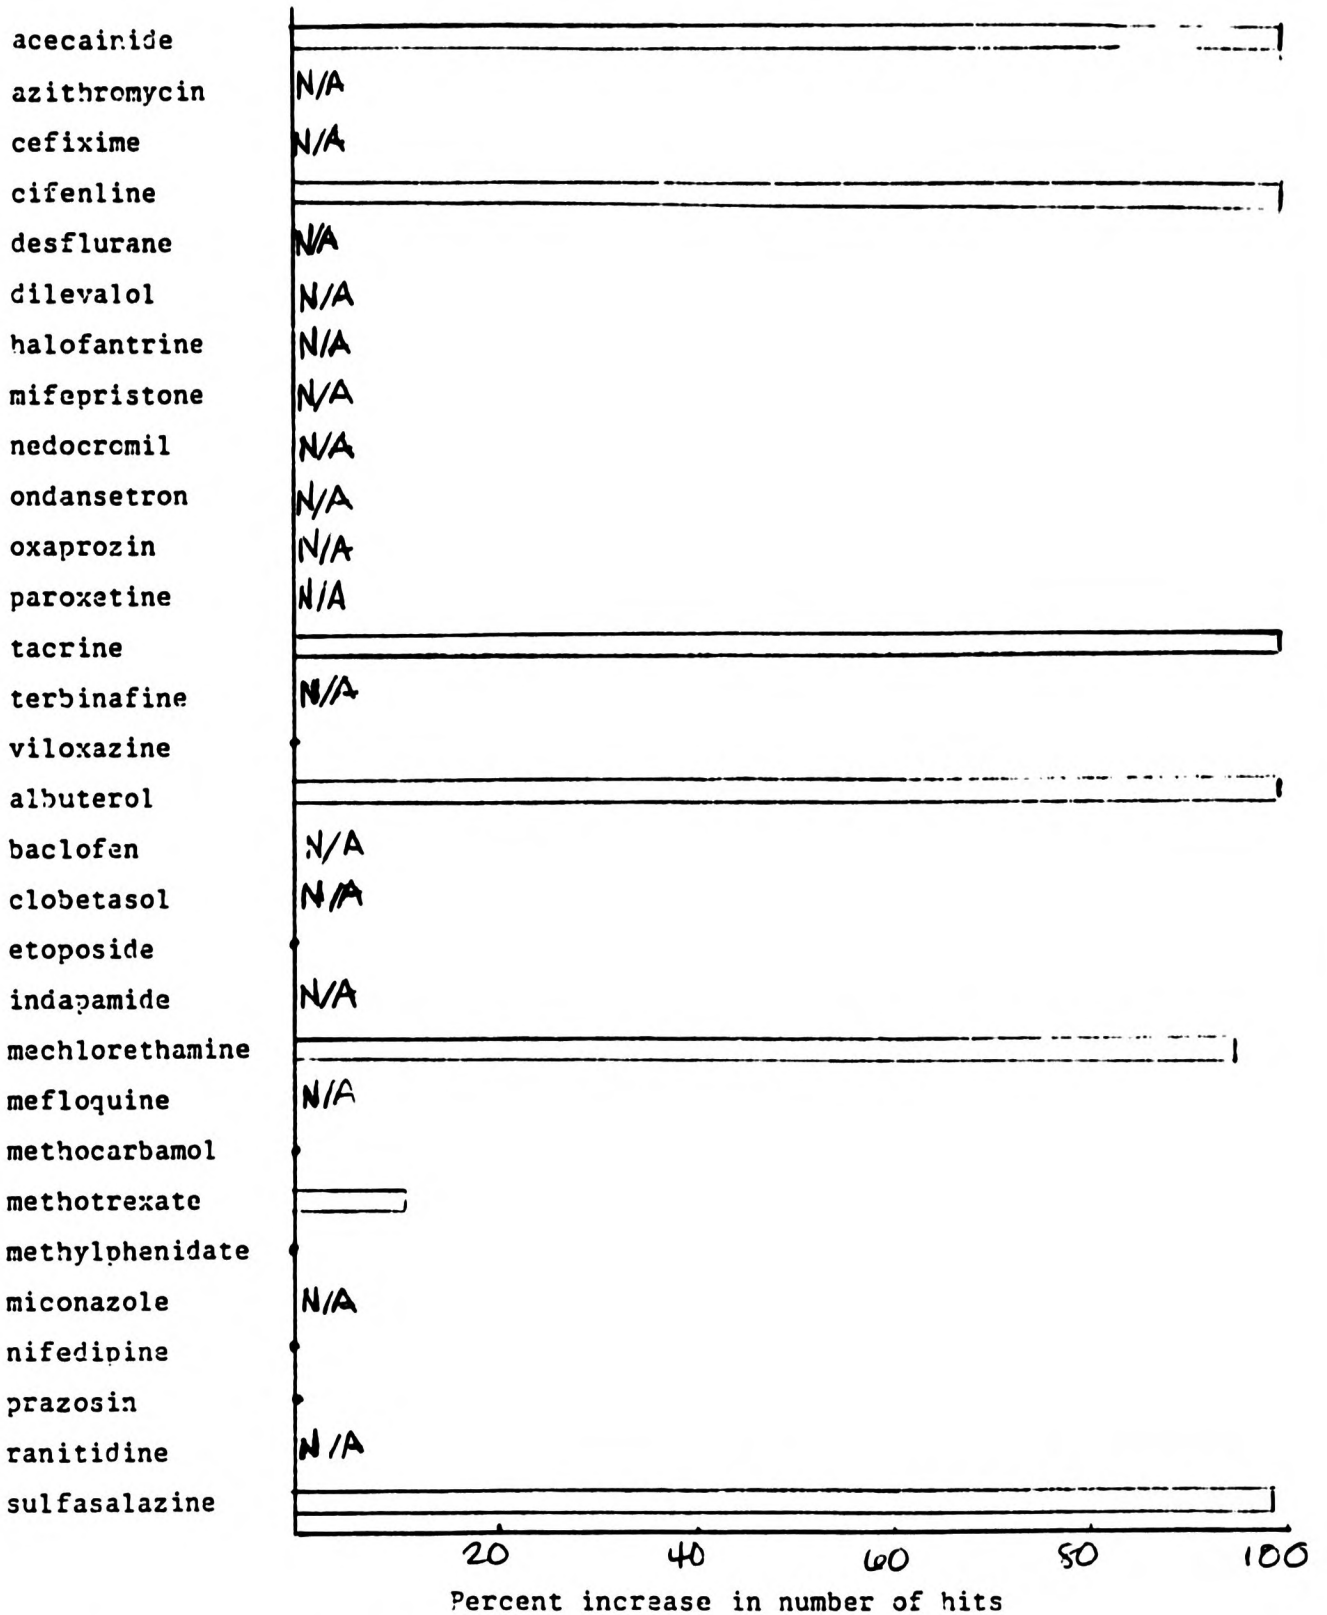 acecainide
azithromycin N/A
cefixime N/A
cifenline
desflurane N/A
dilevalol N/A
halofantrine N/A
mifepristone N/A
nedocromil N/A
ondansetron N/A
oxaprozin N/A
paroxetine N/A
tacrine
terbinafine N/A
viloxazine
albuterol
baclofen N/A
clobetasol N/A
etoposide
indapamide N/A
mechlorethamine
mefloquine N/A
methocarbamol
methotrexate
methylphenidate
miconazole N/A
nifedipine
prazosin
ranitidine N/A
sulfasalazine
20 40 60 80 100
Percent increase in number of hits